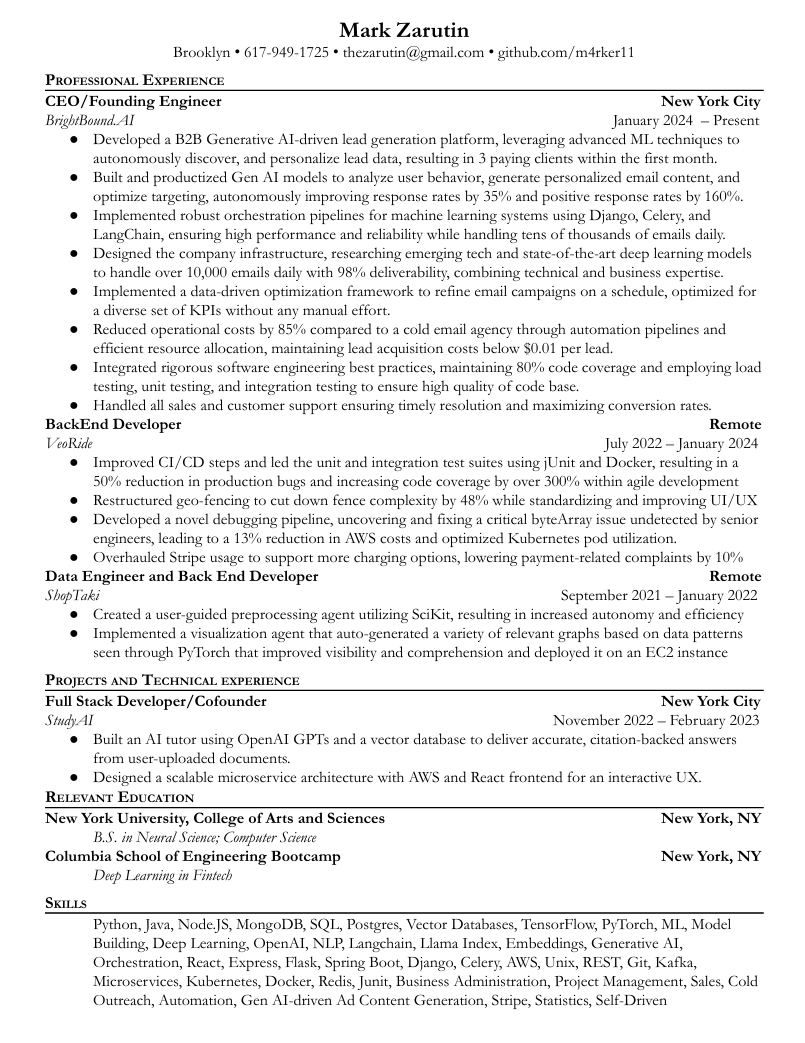 Mark Zarutin
Brooklyn • 617-949-1725 • thezarutin@gmail.com • github.com/m4rker11
Professional Experience
CEO/Founding Engineer New York City
BrightBound.AI January 2024 – Present
● Developed a B2B Generative AI-driven lead generation platform, leveraging advanced ML techniques to
autonomously discover, and personalize lead data, resulting in 3 paying clients within the first month.
● Built and productized Gen AI models to analyze user behavior, generate personalized email content, and
optimize targeting, autonomously improving response rates by 35% and positive response rates by 160%.
● Implemented robust orchestration pipelines for machine learning systems using Django, Celery, and
LangChain, ensuring high performance and reliability while handling tens of thousands of emails daily.
● Designed the company infrastructure, researching emerging tech and state-of-the-art deep learning models
to handle over 10,000 emails daily with 98% deliverability, combining technical and business expertise.
● Implemented a data-driven optimization framework to refine email campaigns on a schedule, optimized for
a diverse set of KPIs without any manual effort.
● Reduced operational costs by 85% compared to a cold email agency through automation pipelines and
efficient resource allocation, maintaining lead acquisition costs below $0.01 per lead.
● Integrated rigorous software engineering best practices, maintaining 80% code coverage and employing load
testing, unit testing, and integration testing to ensure high quality of code base.
● Handled all sales and customer support ensuring timely resolution and maximizing conversion rates.
BackEnd Developer Remote
VeoRide July 2022 – January 2024
● Improved CI/CD steps and led the unit and integration test suites using jUnit and Docker, resulting in a
50% reduction in production bugs and increasing code coverage by over 300% within agile development
● Restructured geo-fencing to cut down fence complexity by 48% while standardizing and improving UI/UX
● Developed a novel debugging pipeline, uncovering and fixing a critical byteArray issue undetected by senior
engineers, leading to a 13% reduction in AWS costs and optimized Kubernetes pod utilization.
● Overhauled Stripe usage to support more charging options, lowering payment-related complaints by 10%
Data Engineer and Back End Developer Remote
ShopTaki September 2021 – January 2022
● Created a user-guided preprocessing agent utilizing SciKit, resulting in increased autonomy and efficiency
● Implemented a visualization agent that auto-generated a variety of relevant graphs based on data patterns
seen through PyTorch that improved visibility and comprehension and deployed it on an EC2 instance
Projects and Technical experience
Full Stack Developer/Cofounder New York City
StudyAI November 2022 – February 2023
● Built an AI tutor using OpenAI GPTs and a vector database to deliver accurate, citation-backed answers
from user-uploaded documents.
● Designed a scalable microservice architecture with AWS and React frontend for an interactive UX.
Relevant Education
New York University, College of Arts and Sciences New York, NY
B.S. in Neural Science; Computer Science
Columbia School of Engineering Bootcamp New York, NY
Deep Learning in Fintech
Skills
Python, Java, Node.JS, MongoDB, SQL, Postgres, Vector Databases, TensorFlow, PyTorch, ML, Model
Building, Deep Learning, OpenAI, NLP, Langchain, Llama Index, Embeddings, Generative AI,
Orchestration, React, Express, Flask, Spring Boot, Django, Celery, AWS, Unix, REST, Git, Kafka,
Microservices, Kubernetes, Docker, Redis, Junit, Business Administration, Project Management, Sales, Cold
Outreach, Automation, Gen AI-driven Ad Content Generation, Stripe, Statistics, Self-Driven